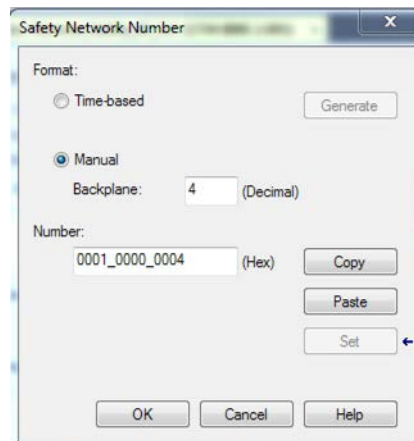 Safety Network Number
X
Format:
Time-based Generate
Manual
Backplane: 4 (Decimal)
Number:
0001_0000_0004 (Hex) Copy
Paste
Set
OK Cancel Help